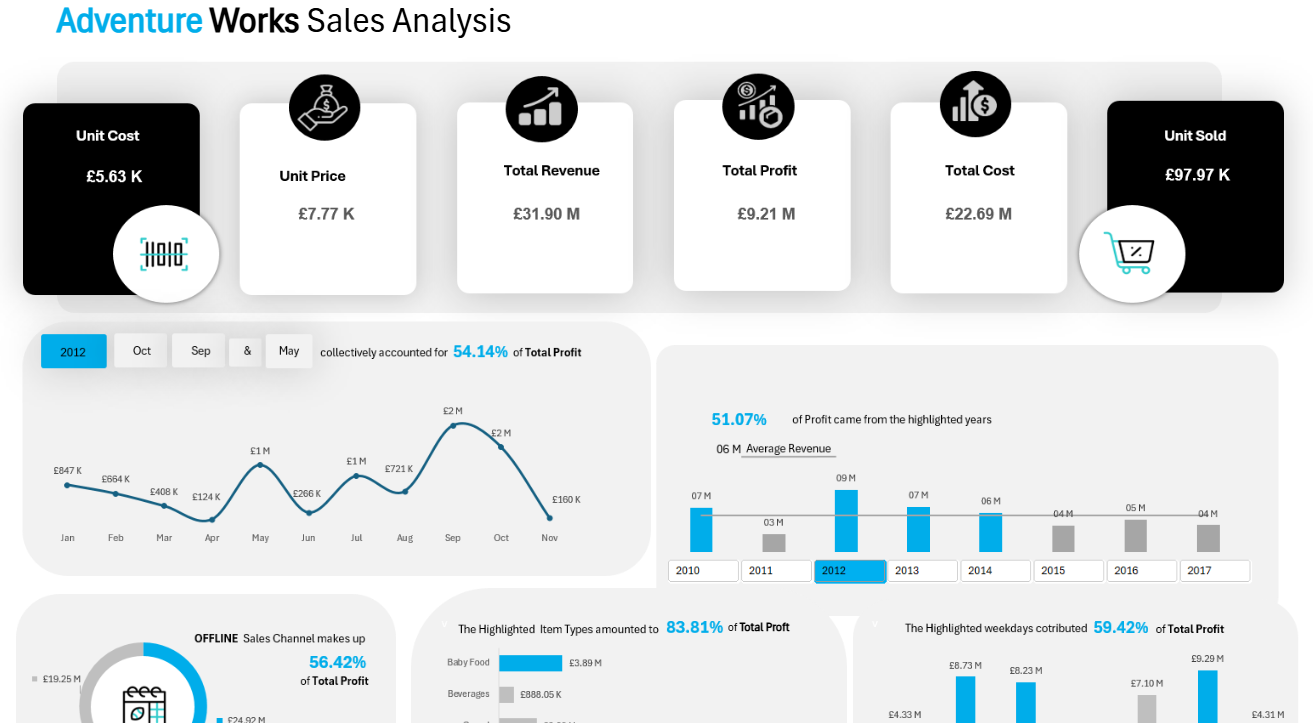 Adventure Works Sales Analysis
Unit Cost
£5.63 K
Unit Price
£7.77 K
Total Revenue
£31.90 M
Total Profit
£9.21 M
Total Cost
£22.69 M
Unit Sold
£97.97 K
2012 Oct Sep & May collectively accounted for 54.14% of Total Profit
£847 K
£664 K
£408 K
£124 K
£1 M
£266 K
£1 M
£721 K
£2 M
£2 M
£160 K
Jan Feb Mar Apr May Jun Jul Aug Sep Oct Nov
51.07% of Profit came from the highlighted years
06 M Average Revenue
07 M
03 M
09 M
07 M
06 M
04 M
05 M
04 M
2010 2011 2012 2013 2014 2015 2016 2017
OFFLINE Sales Channel makes up
56.42%
of Total Profit
£19.25 M
£24.92 M
The Highlighted Item Types amounted to 83.81% of Total Proft
Baby Food £3.89 M
Beverages £888.05 K
The Highlighted weekdays cotributed 59.42% of Total Profit
£4.33 M
£8.73 M
£8.23 M
£7.10 M
£9.29 M
£4.31 M